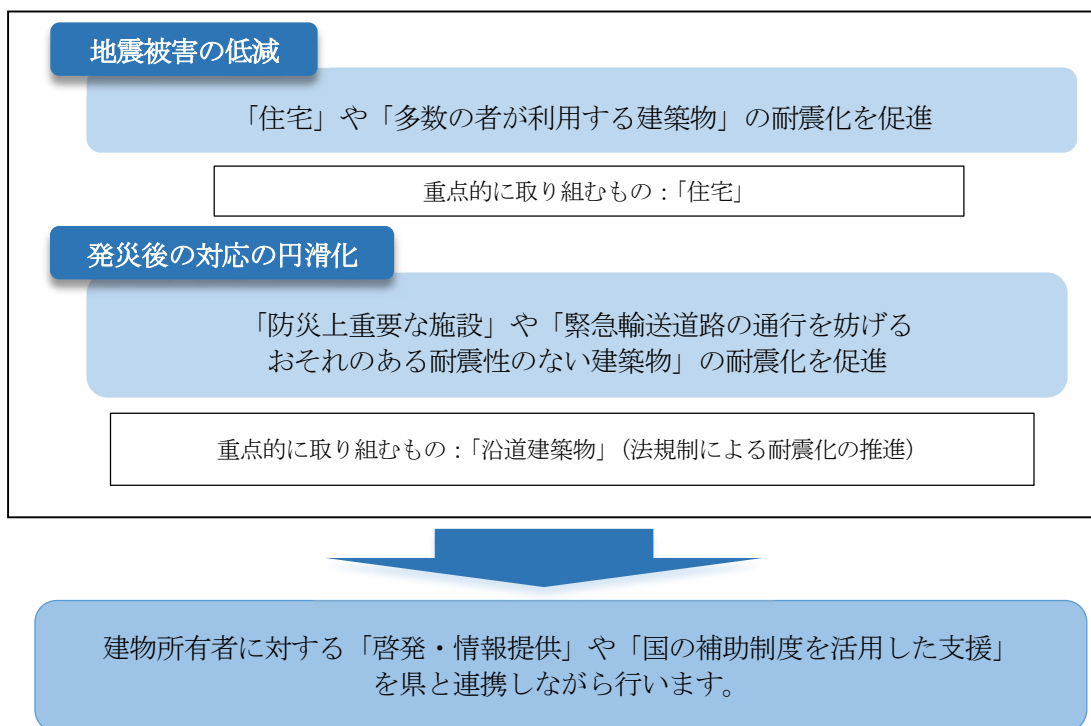 地震被害の低減
「住宅」や「多数の者が利用する建築物」の耐震化を促進
重点的に取り組むもの：「住宅」
発災後の対応の円滑化
「防災上重要な施設」や「緊急輸送道路の通行を妨げる
おそれのある耐震性のない建築物」の耐震化を促進
重点的に取り組むもの：「沿道建築物」（法規制による耐震化の推進）
建物所有者に対する「啓発・情報提供」や「国の補助制度を活用した支援」
を県と連携しながら行います。